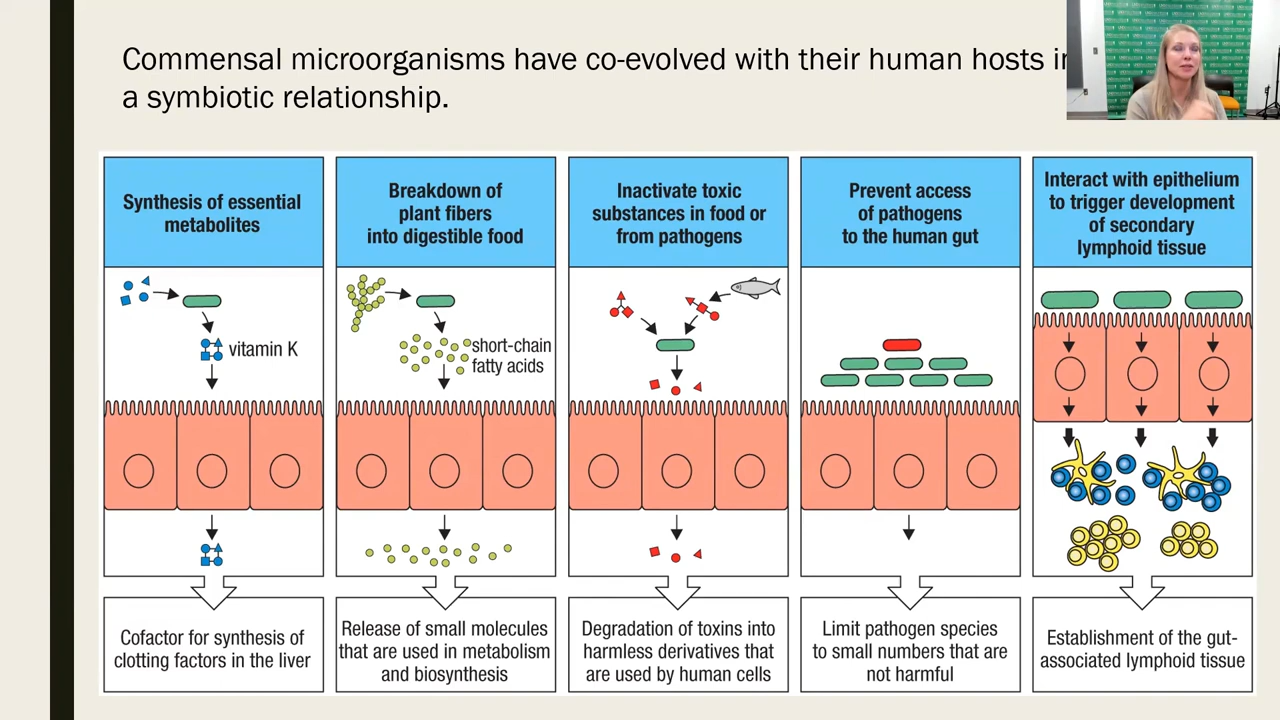 Commensal microorganisms have co-evolved with their human hosts in
a symbiotic relationship.
Synthesis of essential
metabolites
vitamin K
Cofactor for synthesis of
clotting factors in the liver
Breakdown of
plant fibers
into digestible food
short-chain
fatty acids
Release of small molecules
that are used in metabolism
and biosynthesis
Inactivate toxic
substances in food or
from pathogens
Degradation of toxins into
harmless derivatives that
are used by human cells
Prevent access
of pathogens
to the human gut
Limit pathogen species
to small numbers that are
not harmful
Interact with epithelium
to trigger development
of secondary
lymphoid tissue
Establishment of the gut-
associated lymphoid tissue